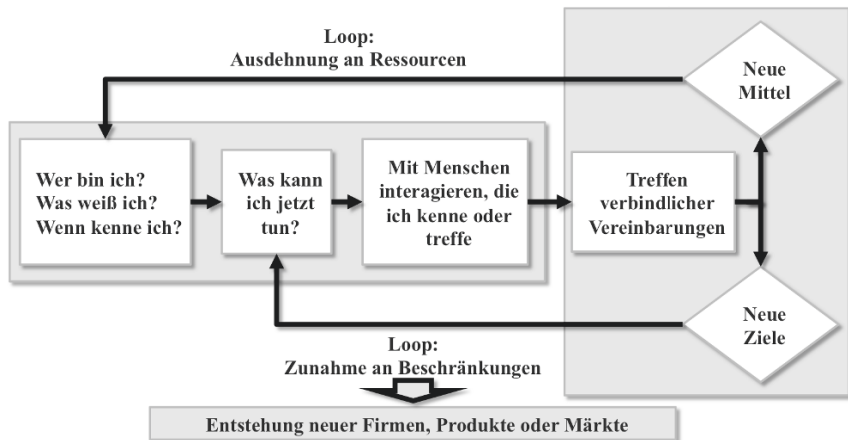 Loop:
Ausdehnung an Ressourcen
Neue
Mittel
Wer bin ich?
Was weiß ich?
Wenn kenne ich?
Was kann
ich jetzt
tun?
Mit Menschen
interagieren, die
ich kenne oder
treffe
Treffen
verbindlicher
Vereinbarungen
Neue
Ziele
Loop:
Zunahme an Beschränkungen
Entstehung neuer Firmen, Produkte oder Märkte